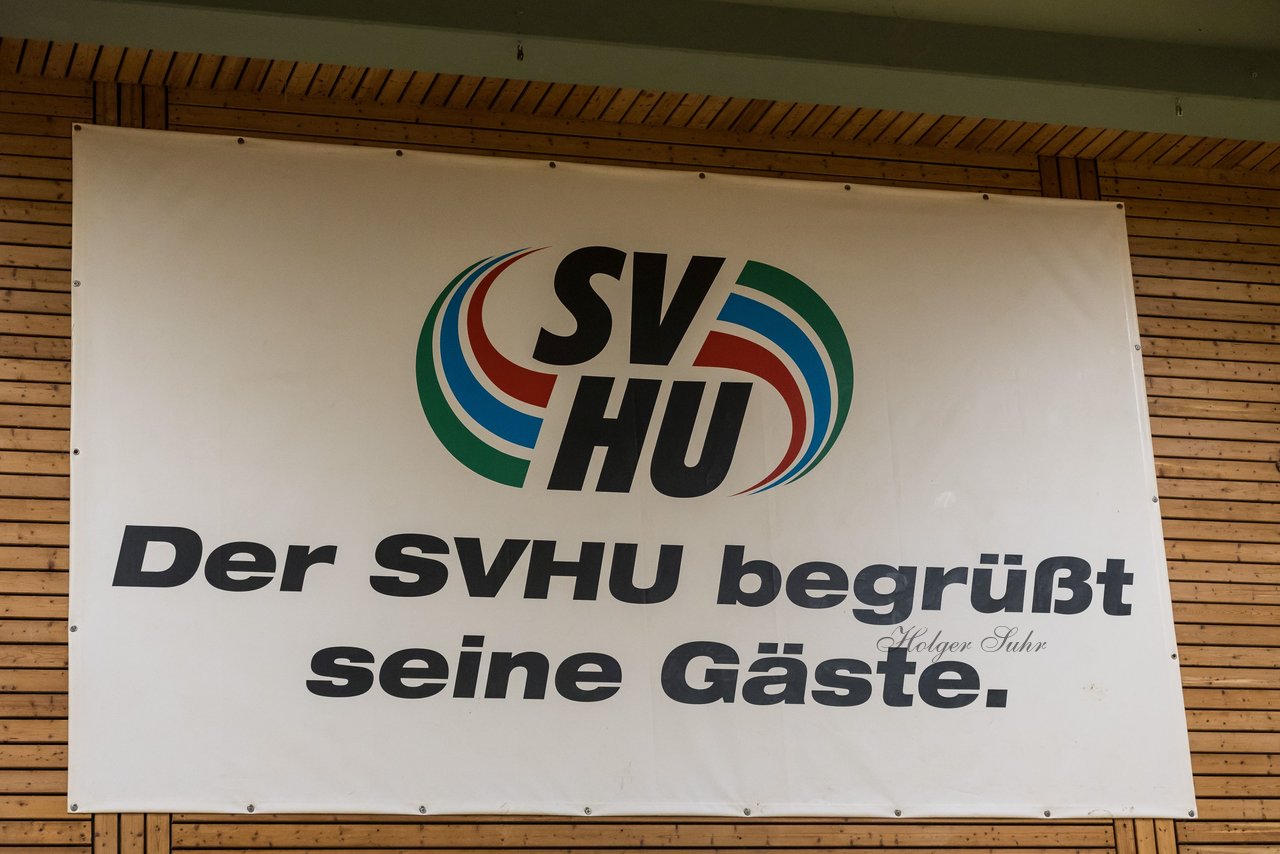 SV
HU
Der SVHU begrüßt
Holger Suhr
seine Gäste.